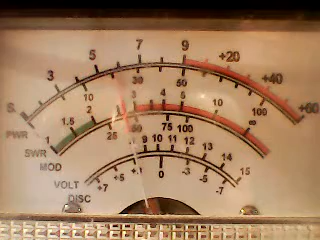 S. 3 5 7 9 +20 +40 +60
PWR 10 30 50 100
SWR 1 1.5 2 3 4 5 10 ∞
MOD 25 50 75 100
VOLT 9 10 11 12 13 14 15
DISC +7 +5 +3 0 -3 -5 -7